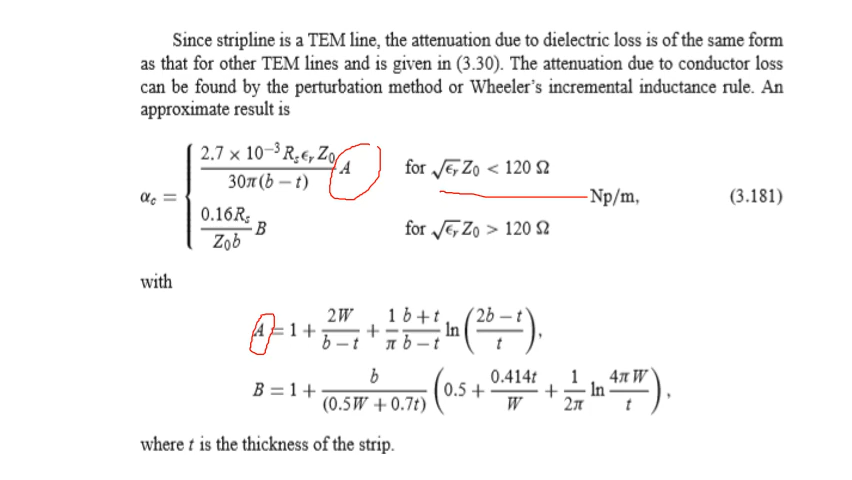 Since stripline is a TEM line, the attenuation due to dielectric loss is of the same form
as that for other TEM lines and is given in (3.30). The attenuation due to conductor loss
can be found by the perturbation method or Wheeler's incremental inductance rule. An
approximate result is
α_c = { (2.7 × 10⁻³ R_s ϵ_r Z₀)/(30π(b − t)) A for √ϵ_r Z₀ < 120 Ω
Np/m, (3.181)
(0.16R_s)/(Z₀b) B for √ϵ_r Z₀ > 120 Ω
with
A = 1 + 2W/(b − t) + (1/π) (b + t)/(b − t) ln((2b − t)/t),
B = 1 + b/(0.5W + 0.7t) (0.5 + 0.414t/W + (1/2π) ln 4πW/t),
where t is the thickness of the strip.